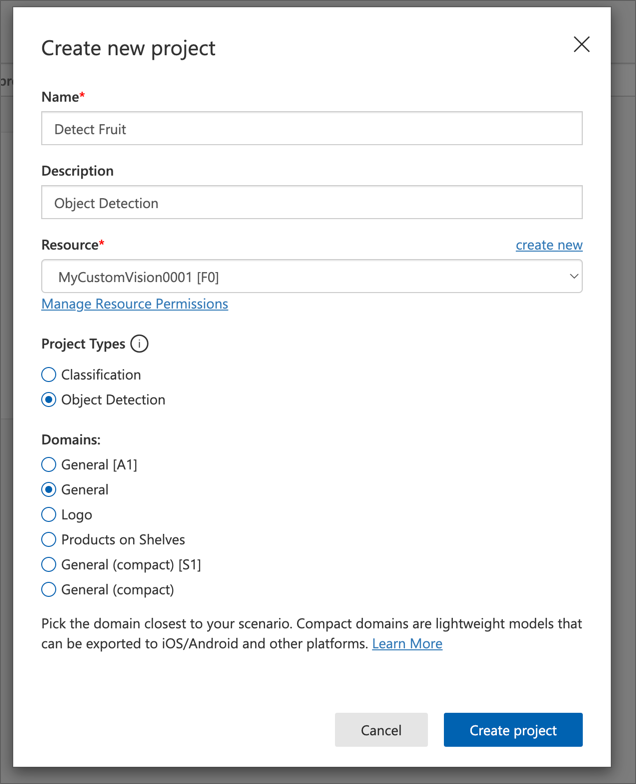 Create new project
Name*
Detect Fruit
Description
Object Detection
Resource*
create new
MyCustomVision0001 [F0]
Manage Resource Permissions
Project Types
Classification
Object Detection
Domains:
General [A1]
General
Logo
Products on Shelves
General (compact) [S1]
General (compact)
Pick the domain closest to your scenario. Compact domains are lightweight models that
can be exported to iOS/Android and other platforms. Learn More
Cancel
Create project